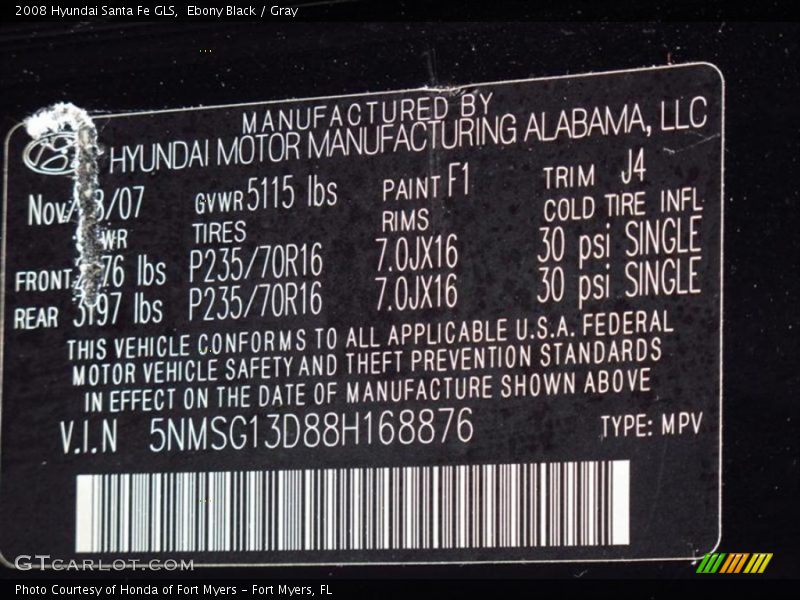 2008 Hyundai Santa Fe GLS, Ebony Black / Gray
MANUFACTURED BY
HYUNDAI MOTOR MANUFACTURING ALABAMA, LLC
/07 GVWR 5115 lbs PAINT F1 TRIM J4
TIRES RIMS COLD TIRE INFL
FRONT lbs P235/70R16 7.0JX16 30 psi SINGLE
REAR 3197 lbs P235/70R16 7.0JX16 30 psi SINGLE
THIS VEHICLE CONFORMS TO ALL APPLICABLE U.S.A. FEDERAL
MOTOR VEHICLE SAFETY AND THEFT PREVENTION STANDARDS
IN EFFECT ON THE DATE OF MANUFACTURE SHOWN ABOVE
V.I.N 5NMSG13D88H168876 TYPE: MPV
GTCARLOT.COM
Photo Courtesy of Honda of Fort Myers - Fort Myers, FL